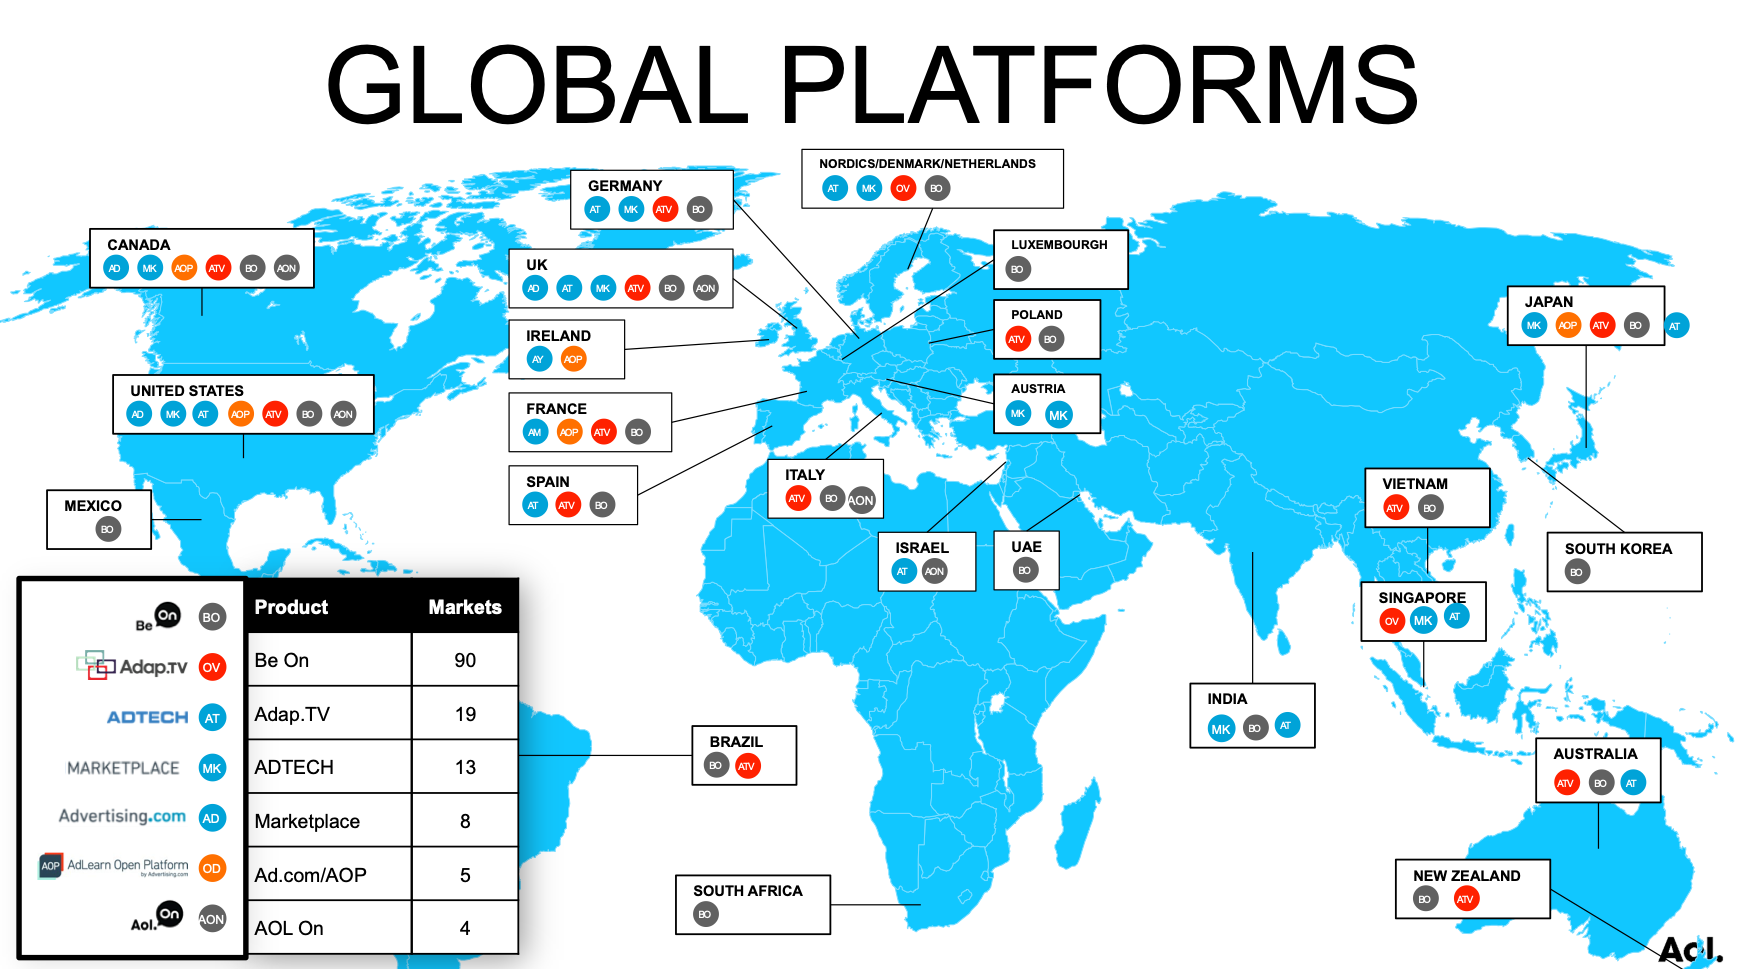 GLOBAL PLATFORMS
NORDICS/DENMARK/NETHERLANDS
AT MK OV BO
GERMANY
AT MK ATV BO
CANADA
AD MK AOP ATV BO AON
UK
AD AT MK ATV BO AON
LUXEMBOURGH
BO
IRELAND
AY AOP
POLAND
ATV BO
JAPAN
MK AOP ATV BO AT
UNITED STATES
AD MK AT AOP ATV BO AON
FRANCE
AM AOP ATV BO
AUSTRIA
MK MK
SPAIN
AT ATV BO
ITALY
ATV BO AON
MEXICO
BO
VIETNAM
ATV BO
ISRAEL
AT AON
UAE
BO
SOUTH KOREA
BO
SINGAPORE
OV MK AT
INDIA
MK BO AT
BRAZIL
BO ATV
AUSTRALIA
ATV BO AT
SOUTH AFRICA
BO
NEW ZEALAND
BO ATV
Be On BO
Adap.TV OV
ADTECH AT
MARKETPLACE MK
Advertising.com AD
AOP AdLearn Open Platform OD
by Advertising.com
Aol. On AON
Product Markets
Be On 90
Adap.TV 19
ADTECH 13
Marketplace 8
Ad.com/AOP 5
AOL On 4
Aol.